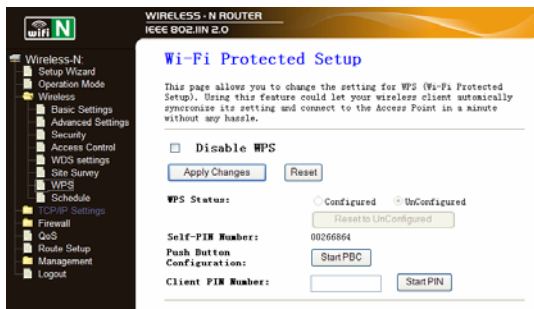 wifi N
WIRELESS-N ROUTER
IEEE 802.11N 2.0
Wireless-N:
Setup Wizard
Operation Mode
Wireless
Basic Settings
Advanced Settings
Security
Access Control
WDS settings
Site Survey
WPS
Schedule
TCP/IP Settings
Firewall
QoS
Route Setup
Management
Logout
Wi-Fi Protected Setup
This page allows you to change the setting for WPS (Wi-Fi Protected
Setup). Using this feature could let your wireless client automically
syncronize its setting and connect to the Access Point in a minute
without any hassle.
Disable WPS
Apply Changes Reset
WPS Status: Configured UnConfigured
Reset to UnConfigured
Self-PIN Number: 00266864
Push Button
Configuration: Start PBC
Client PIN Number: Start PIN